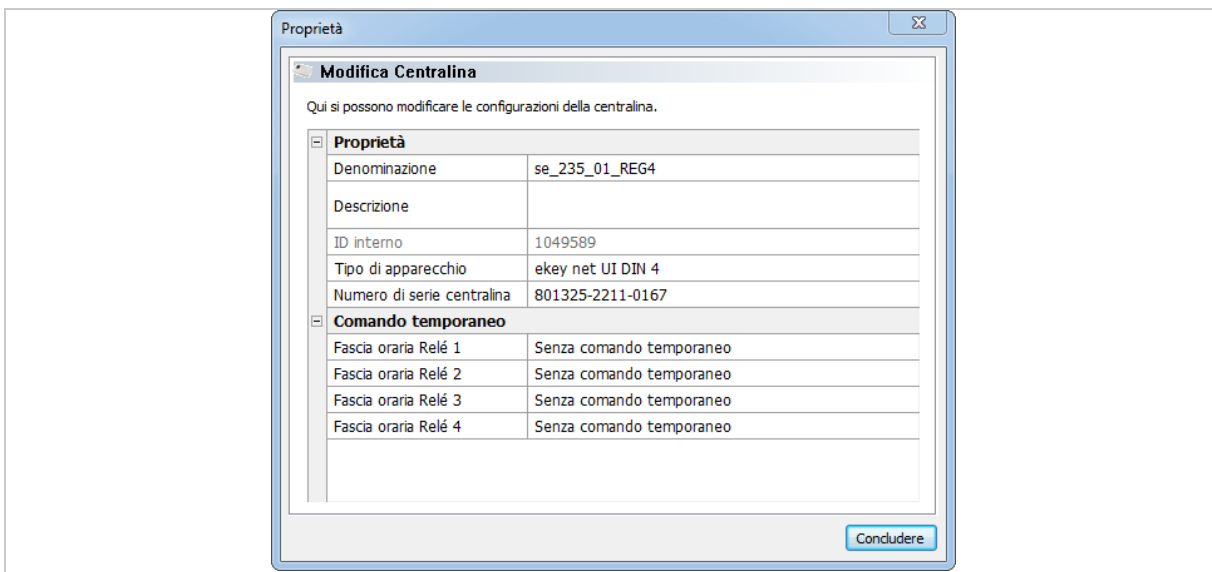 Proprietà
Modifica Centralina
Qui si possono modificare le configurazioni della centralina.
Proprietà
Denominazione se_235_01_REG4
Descrizione
ID interno 1049589
Tipo di apparecchio ekey net UI DIN 4
Numero di serie centralina 801325-2211-0167
Comando temporaneo
Fascia oraria Relé 1 Senza comando temporaneo
Fascia oraria Relé 2 Senza comando temporaneo
Fascia oraria Relé 3 Senza comando temporaneo
Fascia oraria Relé 4 Senza comando temporaneo
Concludere